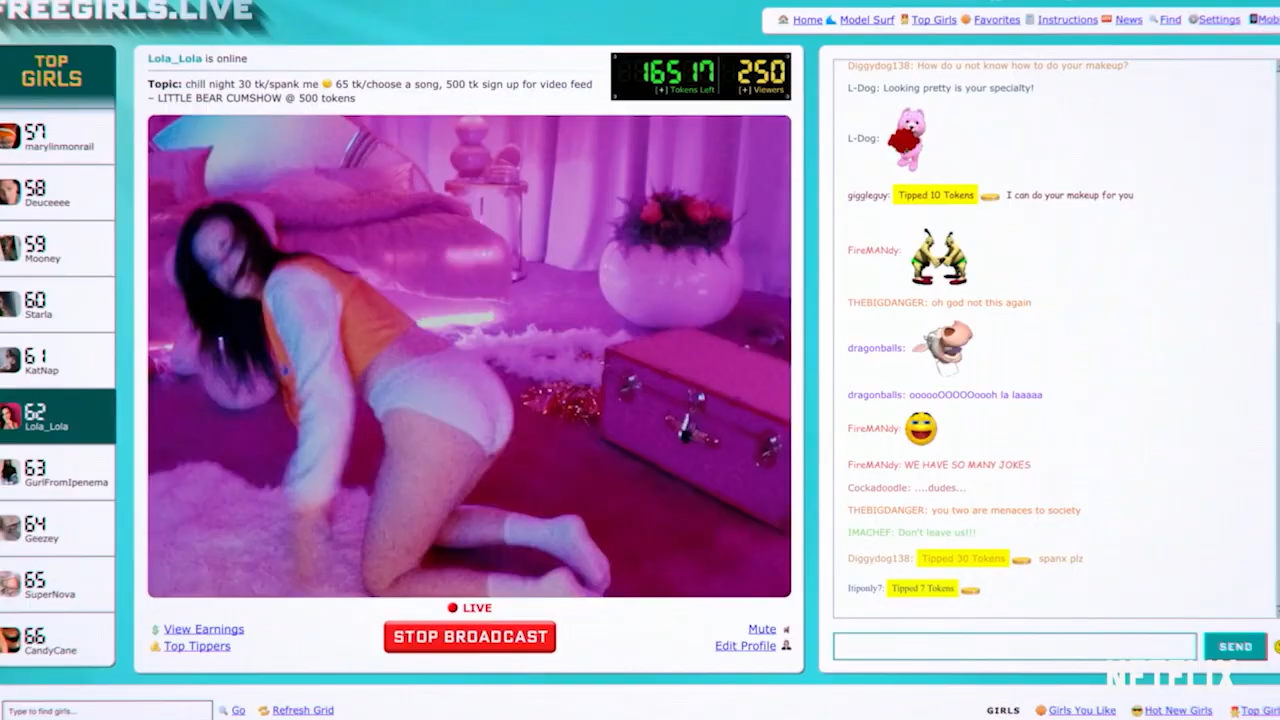 FREEGIRLS.LIVE
Home Model Surf Top Girls Favorites Instructions News Find Settings Mob
TOP
GIRLS
57
marylinmonrail
58
Deuceeee
59
Mooney
60
Starla
61
KatNap
62
Lola_Lola
63
GurlFromIpenema
64
Geezey
65
SuperNova
66
CandyCane
Lola_Lola is online
Topic: chill night 30 tk/spank me 65 tk/choose a song, 500 tk sign up for video feed
~ LITTLE BEAR CUMSHOW @ 500 tokens
16517 250
[+] Tokens Left [+] Viewers
LIVE
View Earnings
Top Tippers
STOP BROADCAST
Mute
Edit Profile
Diggydog138: How do u not know how to do your makeup?
L-Dog: Looking pretty is your specialty!
L-Dog:
giggleguy: Tipped 10 Tokens I can do your makeup for you
FireMANdy:
THEBIGDANGER: oh god not this again
dragonballs:
dragonballs: oooooOOOOOoooh la laaaaa
FireMANdy:
FireMANdy: WE HAVE SO MANY JOKES
Cockadoodle: ....dudes...
THEBIGDANGER: you two are menaces to society
IMACHEF: Don't leave us!!!
Diggydog138: Tipped 30 Tokens spanx plz
Itiponly7: Tipped 7 Tokens
SEND
NETFLIX
Type to find girls... Go Refresh Grid
GIRLS Girls You Like Hot New Girls Top Girl